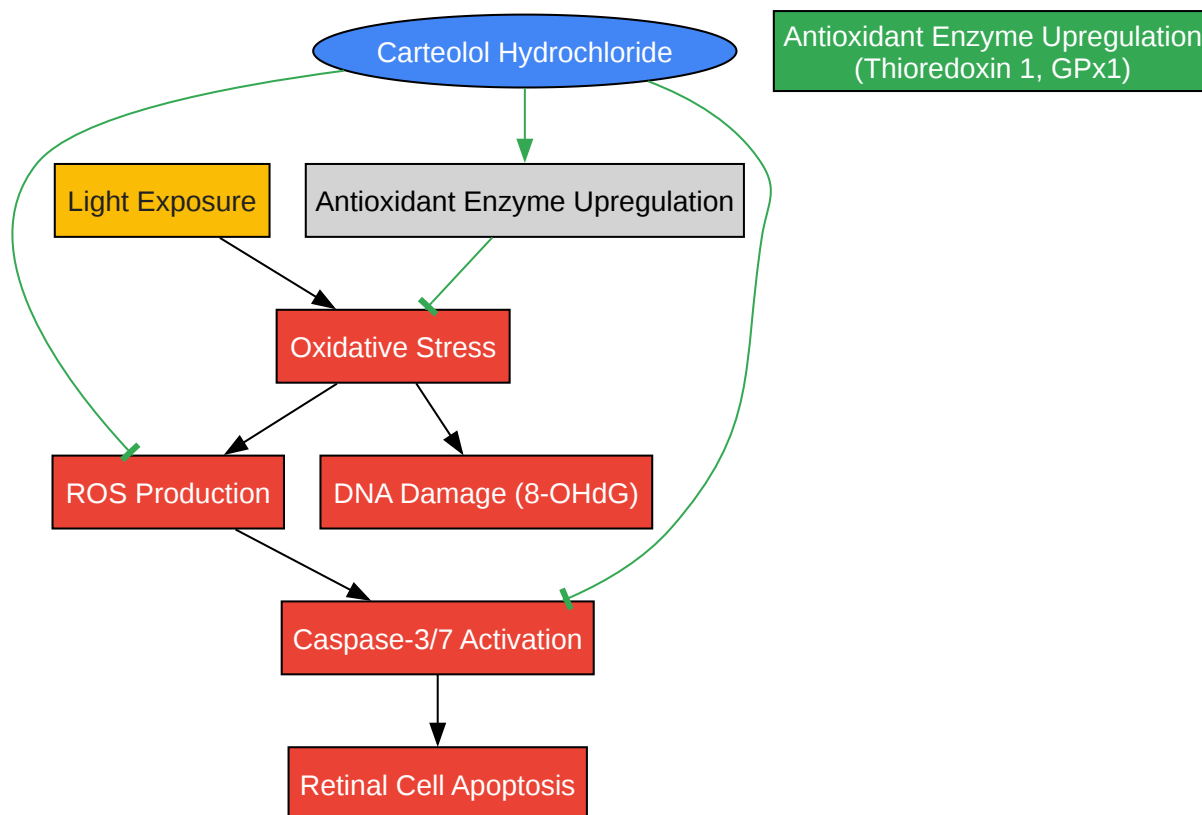 Carteolol Hydrochloride
Antioxidant Enzyme Upregulation
(Thioredoxin 1, GPx1)
Light Exposure
Antioxidant Enzyme Upregulation
Oxidative Stress
ROS Production
DNA Damage (8-OHdG)
Caspase-3/7 Activation
Retinal Cell Apoptosis